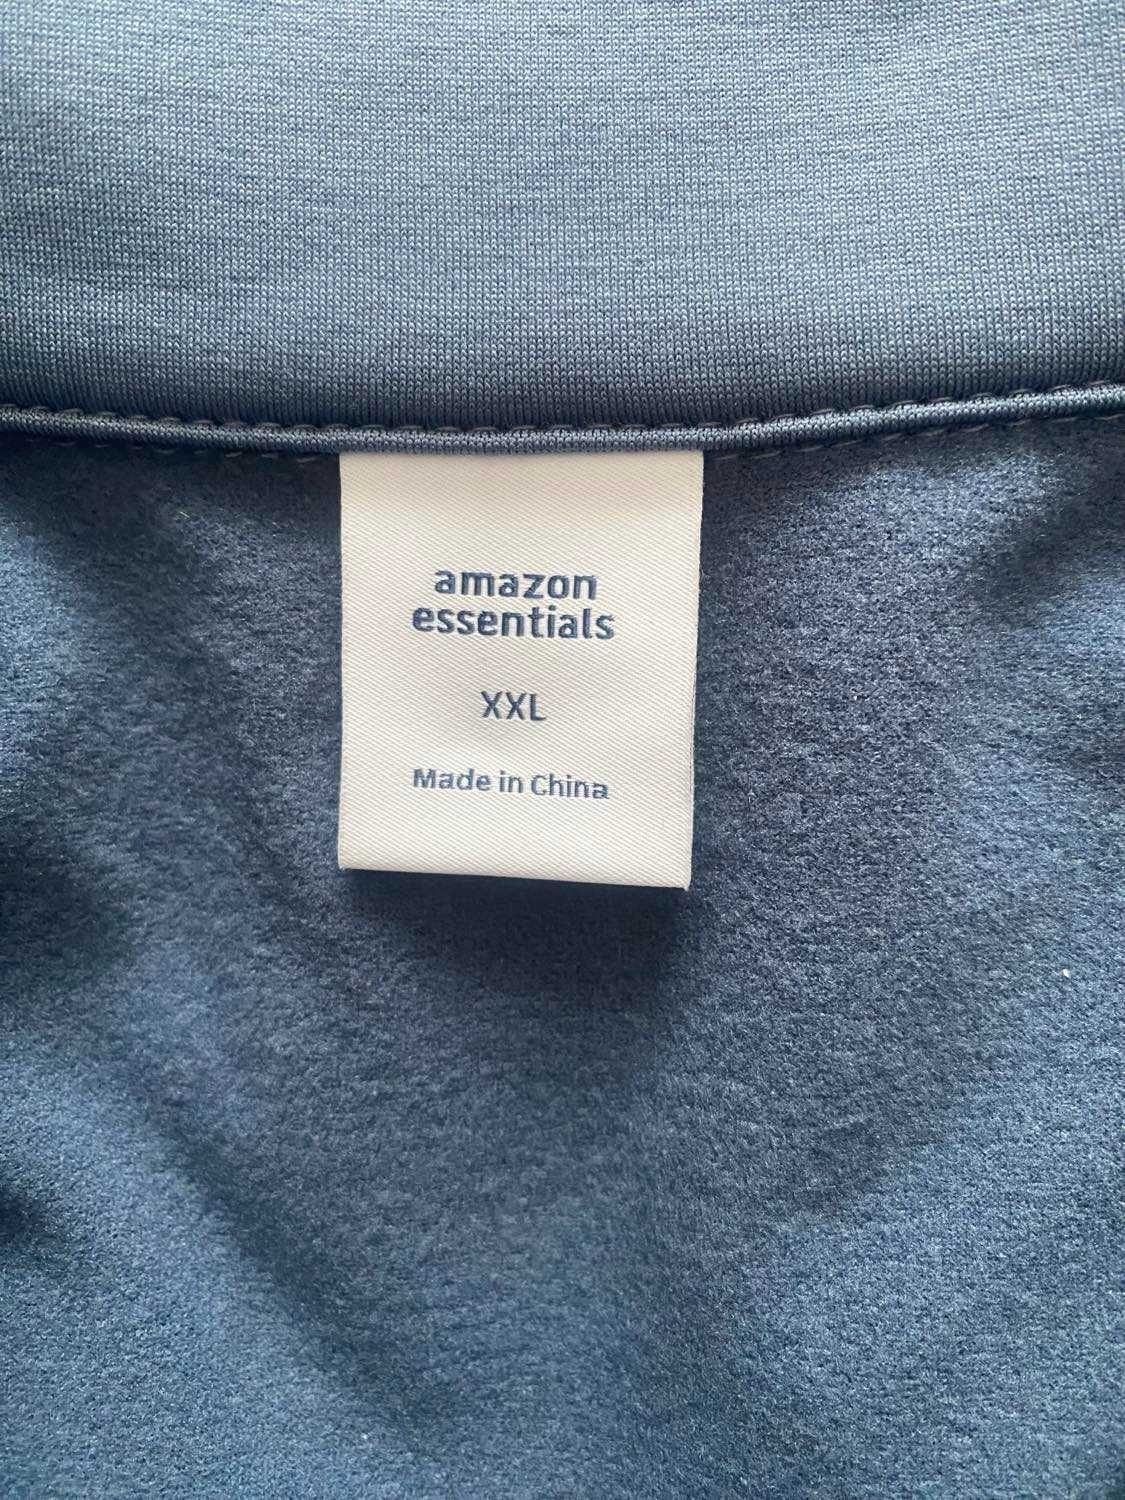 amazon
essentials
XXL
Made in China